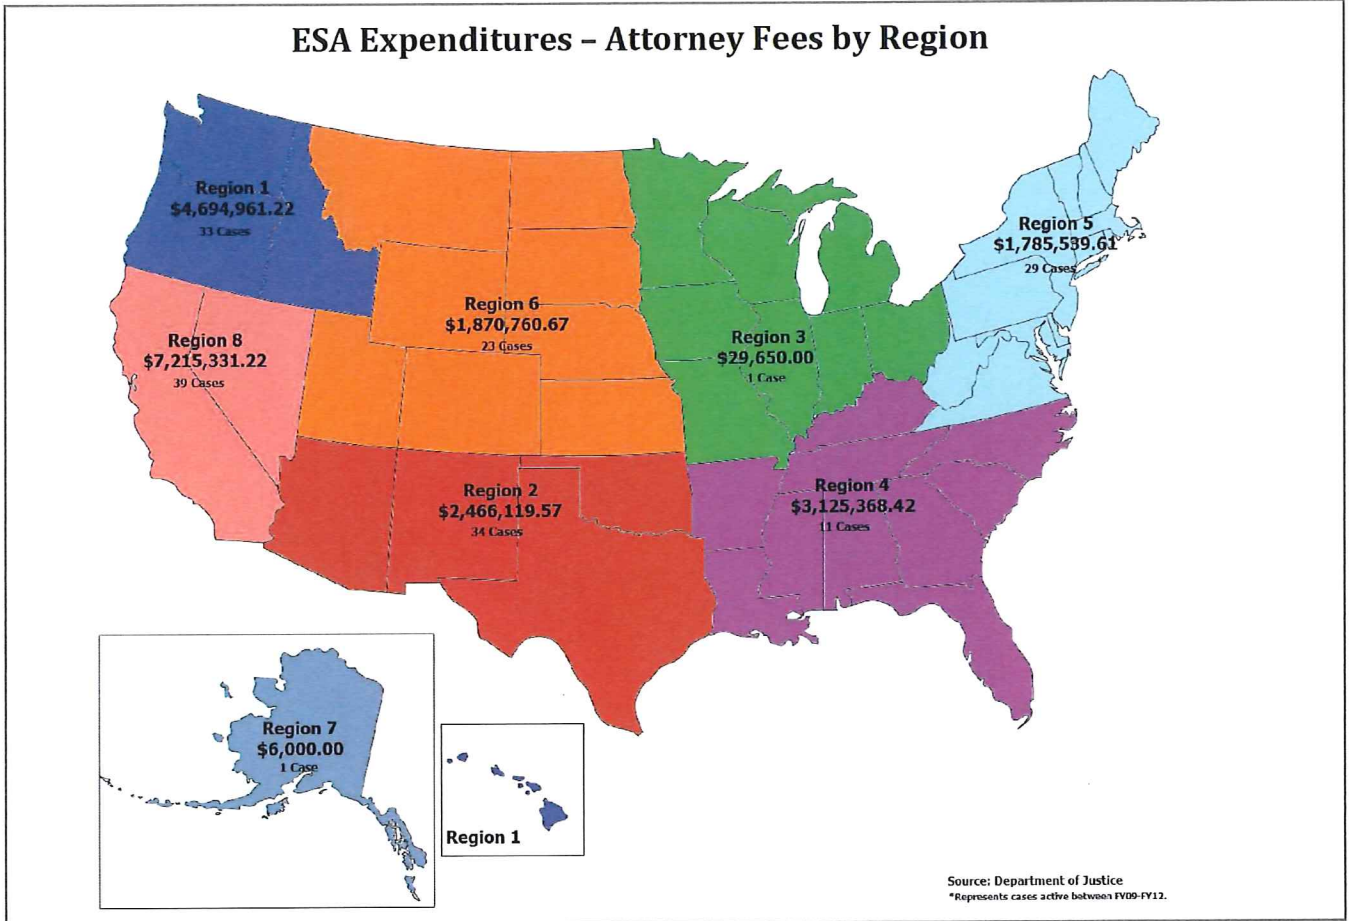 ESA Expenditures – Attorney Fees by Region
Region 1
$4,694,961.22
33 Cases
Region 5
$1,785,539.61
29 Cases
Region 6
$1,870,760.67
23 Cases
Region 8
$7,215,331.22
39 Cases
Region 3
$29,650.00
1 Case
Region 2
$2,466,119.57
34 Cases
Region 4
$3,125,368.42
11 Cases
Region 7
$6,000.00
1 Case
Region 1
Source: Department of Justice
*Represents cases active between FY09-FY12.